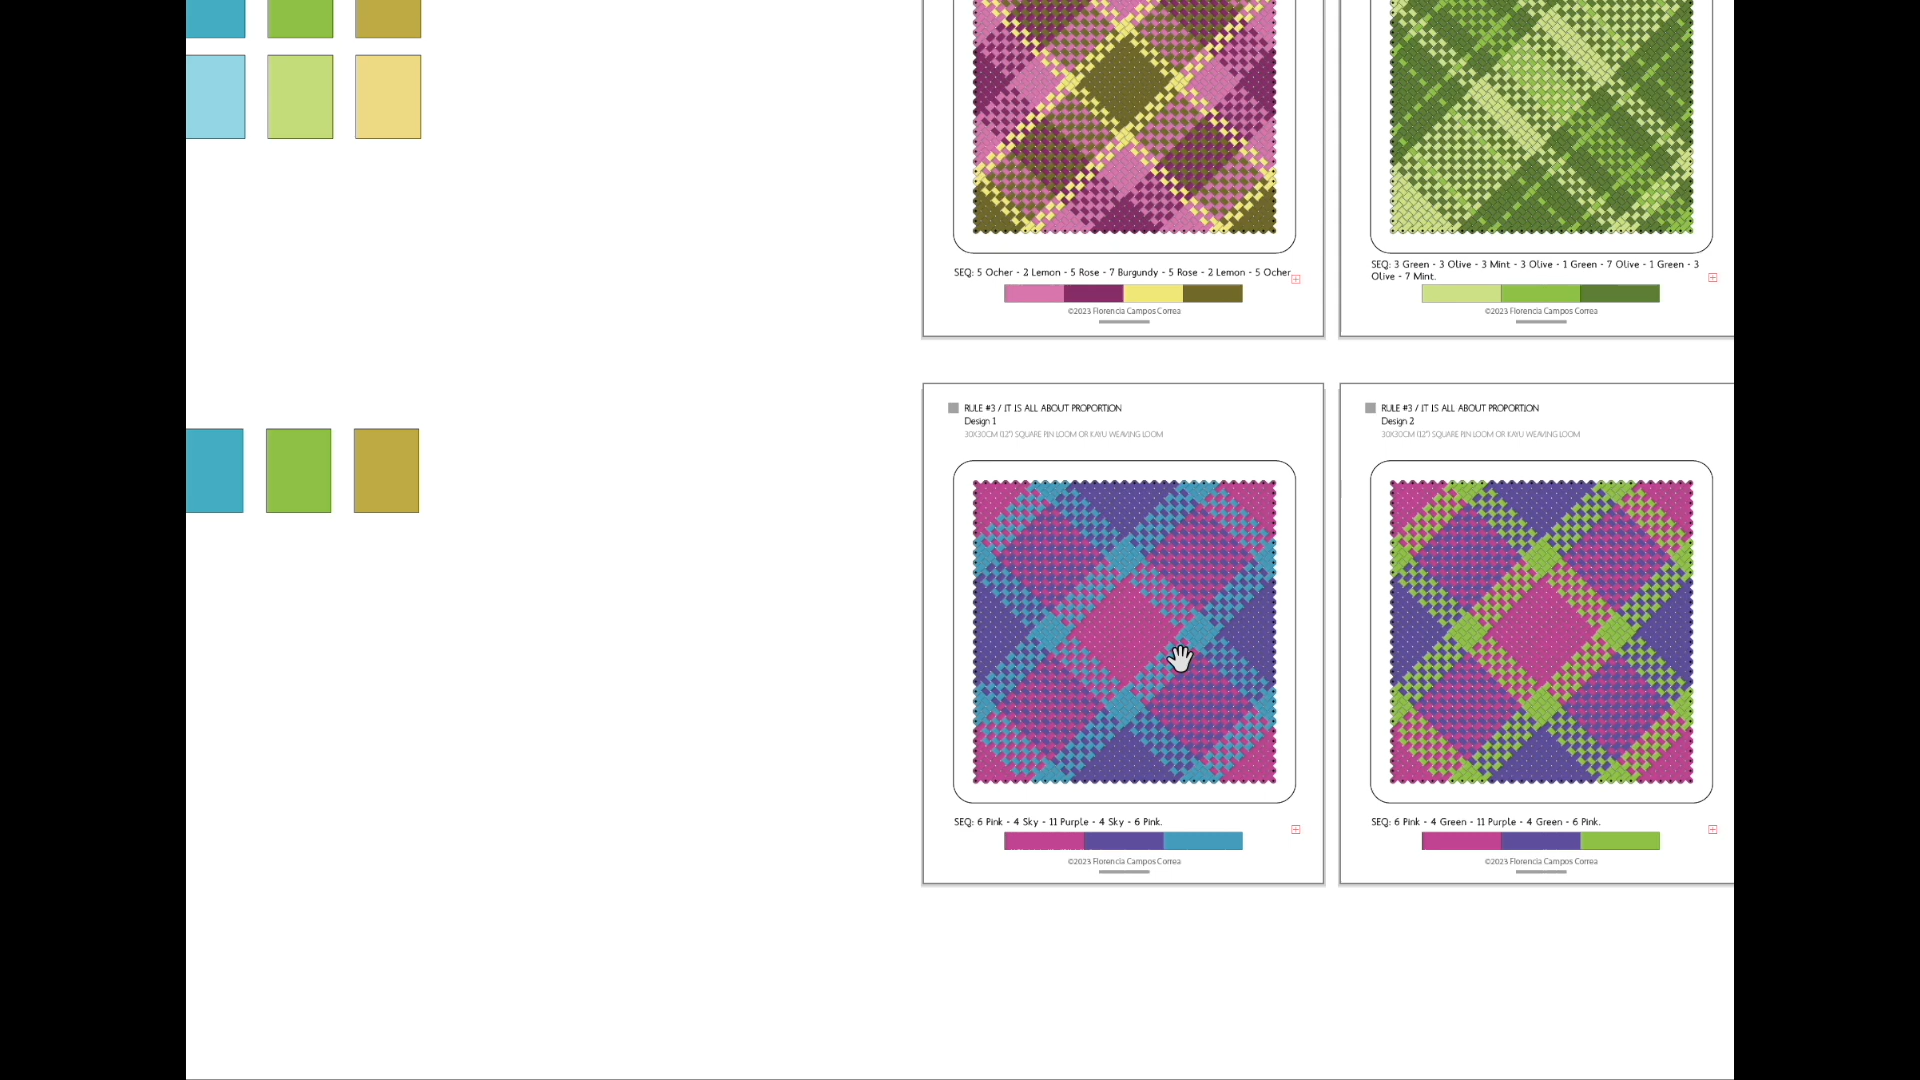 SEQ: 5 Ocher - 2 Lemon - 5 Rose - 7 Burgundy - 5 Rose - 2 Lemon - 5 Ocher.
©2023 Florencia Campos Correa
SEQ: 3 Green - 3 Olive - 3 Mint - 3 Olive - 1 Green - 7 Olive - 1 Green - 3
Olive - 7 Mint.
©2023 Florencia Campos Correa
RULE #3 / IT IS ALL ABOUT PROPORTION
Design 1
30X30CM (12") SQUARE PIN LOOM OR KAYU WEAVING LOOM
SEQ: 6 Pink - 4 Sky - 11 Purple - 4 Sky - 6 Pink.
©2023 Florencia Campos Correa
RULE #3 / IT IS ALL ABOUT PROPORTION
Design 2
30X30CM (12") SQUARE PIN LOOM OR KAYU WEAVING LOOM
SEQ: 6 Pink - 4 Green - 11 Purple - 4 Green - 6 Pink.
©2023 Florencia Campos Correa